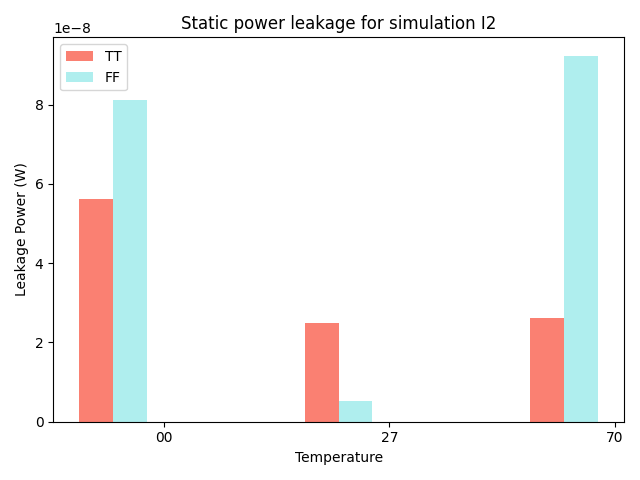 Static power leakage for simulation I2
1e−8
TT
FF
8
6
4
2
0
Leakage Power (W)
00
27
70
Temperature